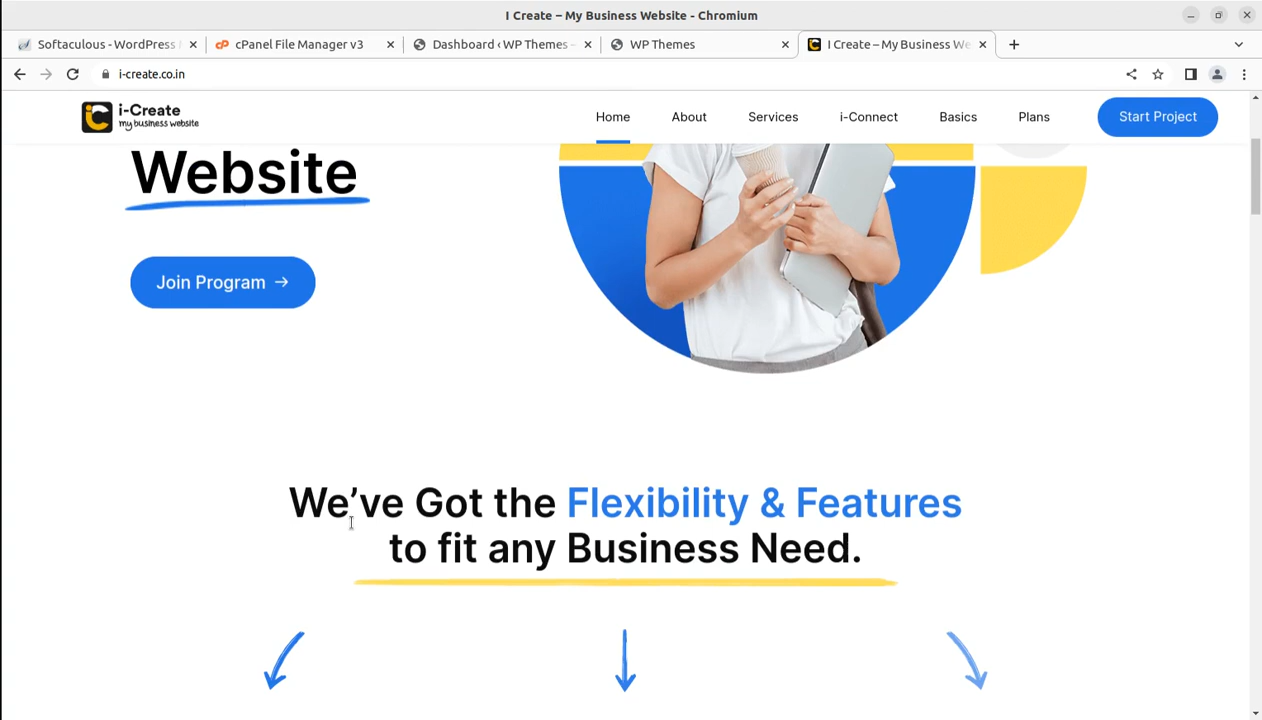 I Create – My Business Website - Chromium
Softaculous - WordPress
cPanel File Manager v3
Dashboard ‹ WP Themes –
WP Themes
I Create – My Business We
i-create.co.in
i-Create
my business website
Home
About
Services
i-Connect
Basics
Plans
Start Project
Website
Join Program →
We’ve Got the Flexibility & Features
to fit any Business Need.